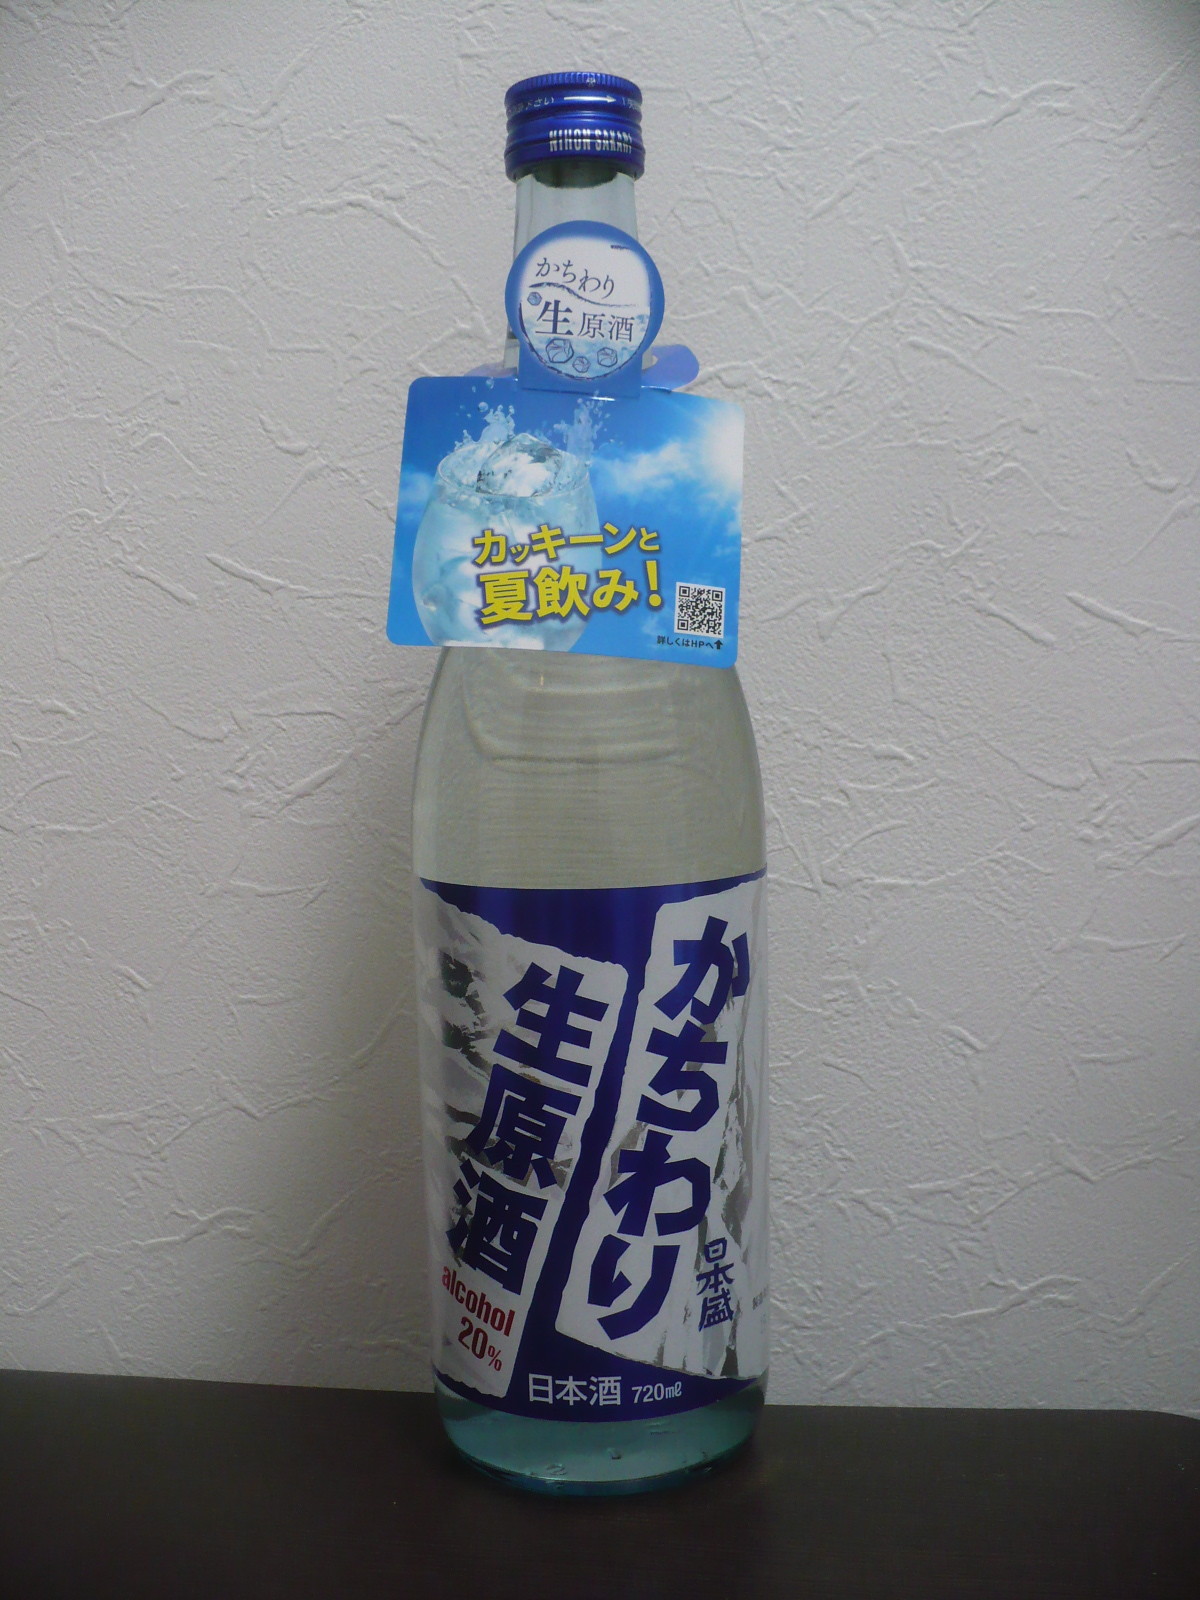 NIHON SAKARI
かちわり
生原酒
カッキーンと
夏飲み!
詳しくはHPへ⬆
かちわり
生原酒
日本盛
alcohol
20%
日本酒 720mℓ